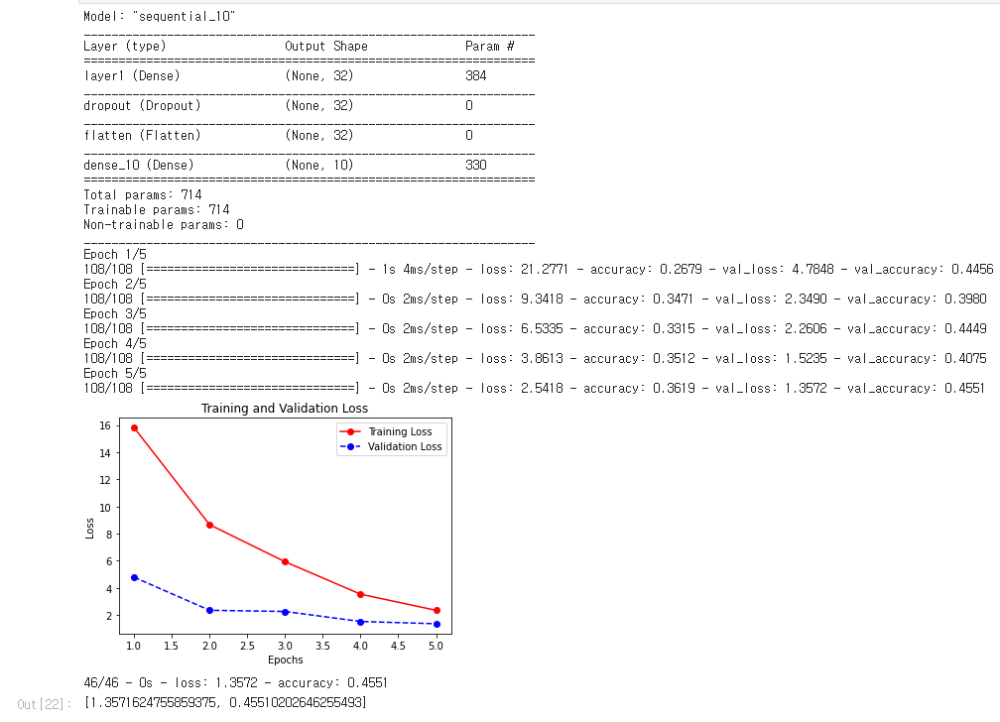 Model: "sequential_10"
_________________________________________________________________
Layer (type)                 Output Shape              Param #
=================================================================
layer1 (Dense)               (None, 32)                384
_________________________________________________________________
dropout (Dropout)            (None, 32)                0
_________________________________________________________________
flatten (Flatten)            (None, 32)                0
_________________________________________________________________
dense_10 (Dense)             (None, 10)                330
=================================================================
Total params: 714
Trainable params: 714
Non-trainable params: 0
_________________________________________________________________
Epoch 1/5
108/108 [==============================] - 1s 4ms/step - loss: 21.2771 - accuracy: 0.2679 - val_loss: 4.7848 - val_accuracy: 0.4456
Epoch 2/5
108/108 [==============================] - 0s 2ms/step - loss: 9.3418 - accuracy: 0.3471 - val_loss: 2.3490 - val_accuracy: 0.3980
Epoch 3/5
108/108 [==============================] - 0s 2ms/step - loss: 6.5335 - accuracy: 0.3315 - val_loss: 2.2606 - val_accuracy: 0.4449
Epoch 4/5
108/108 [==============================] - 0s 2ms/step - loss: 3.8613 - accuracy: 0.3512 - val_loss: 1.5235 - val_accuracy: 0.4075
Epoch 5/5
108/108 [==============================] - 0s 2ms/step - loss: 2.5418 - accuracy: 0.3619 - val_loss: 1.3572 - val_accuracy: 0.4551
Training and Validation Loss
Training Loss
Validation Loss
16
14
12
10
8
6
4
2
Loss
1.0 1.5 2.0 2.5 3.0 3.5 4.0 4.5 5.0
Epochs
46/46 - 0s - loss: 1.3572 - accuracy: 0.4551
Out[22]: [1.3571624755859375, 0.45510202646255493]